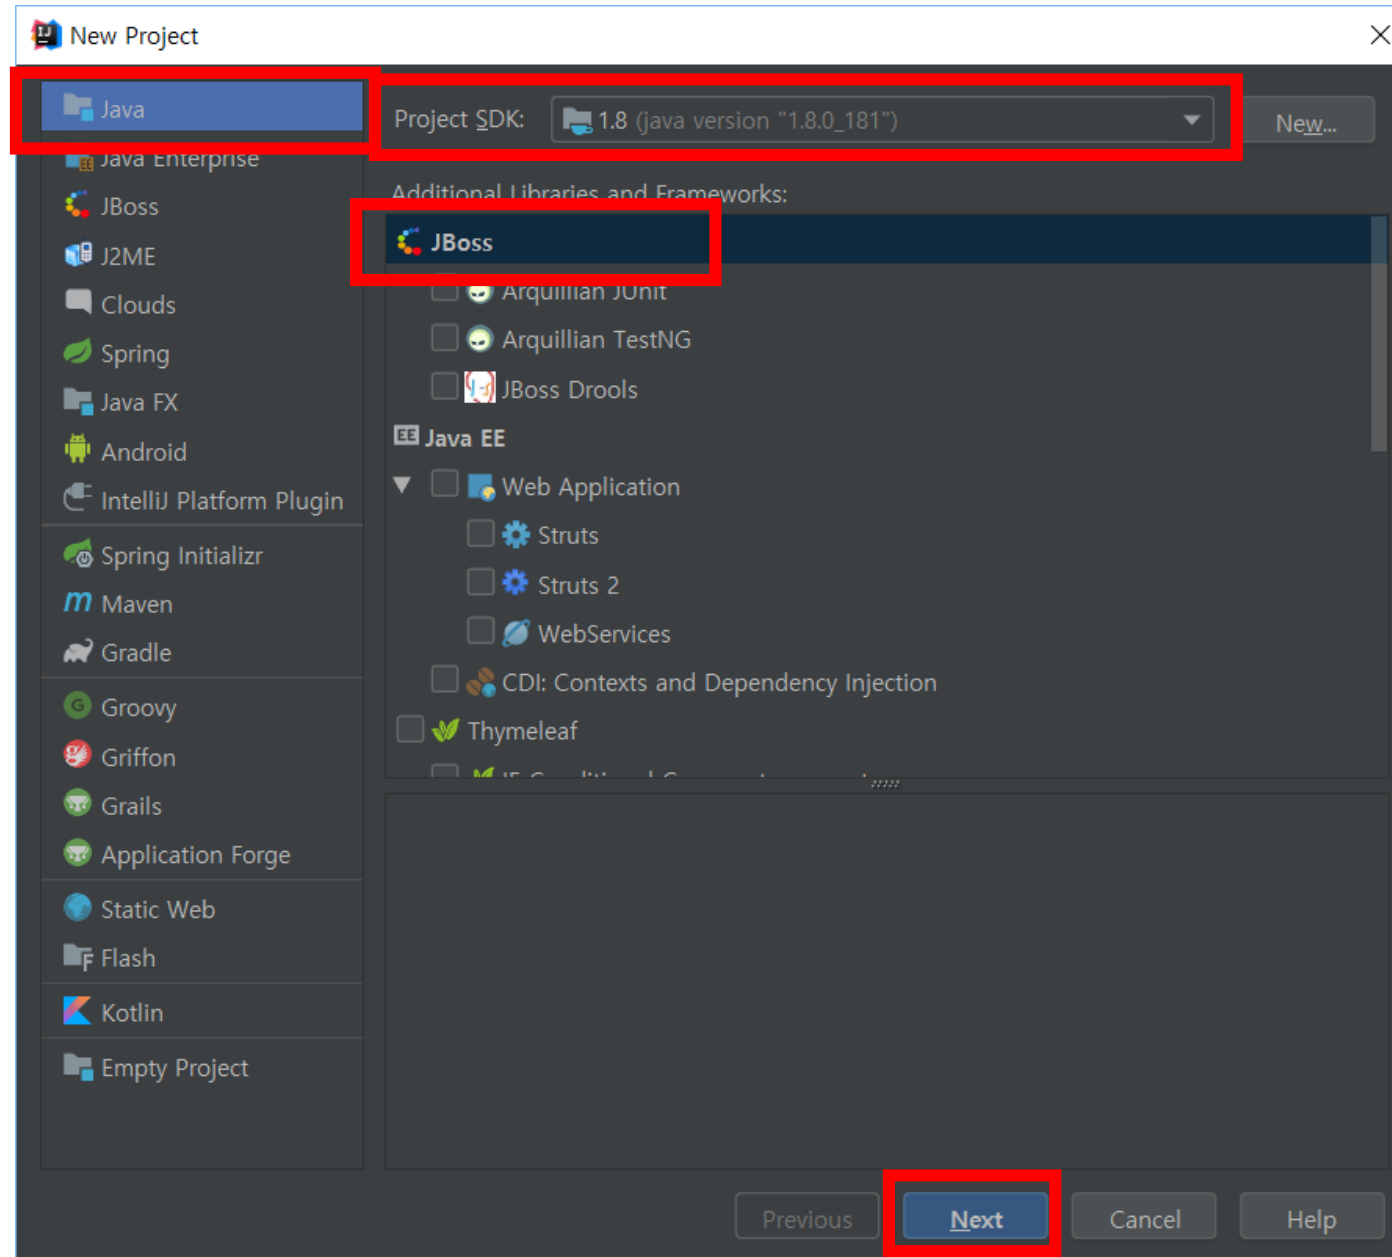 New Project
Java
Java Enterprise
JBoss
J2ME
Clouds
Spring
Java FX
Android
IntelliJ Platform Plugin
Spring Initializr
Maven
Gradle
Groovy
Griffon
Grails
Application Forge
Static Web
Flash
Kotlin
Empty Project
Project SDK: 1.8 (java version "1.8.0_181") New...
Additional Libraries and Frameworks:
JBoss
Arquillian JUnit
Arquillian TestNG
JBoss Drools
Java EE
Web Application
Struts
Struts 2
WebServices
CDI: Contexts and Dependency Injection
Thymeleaf
Previous Next Cancel Help